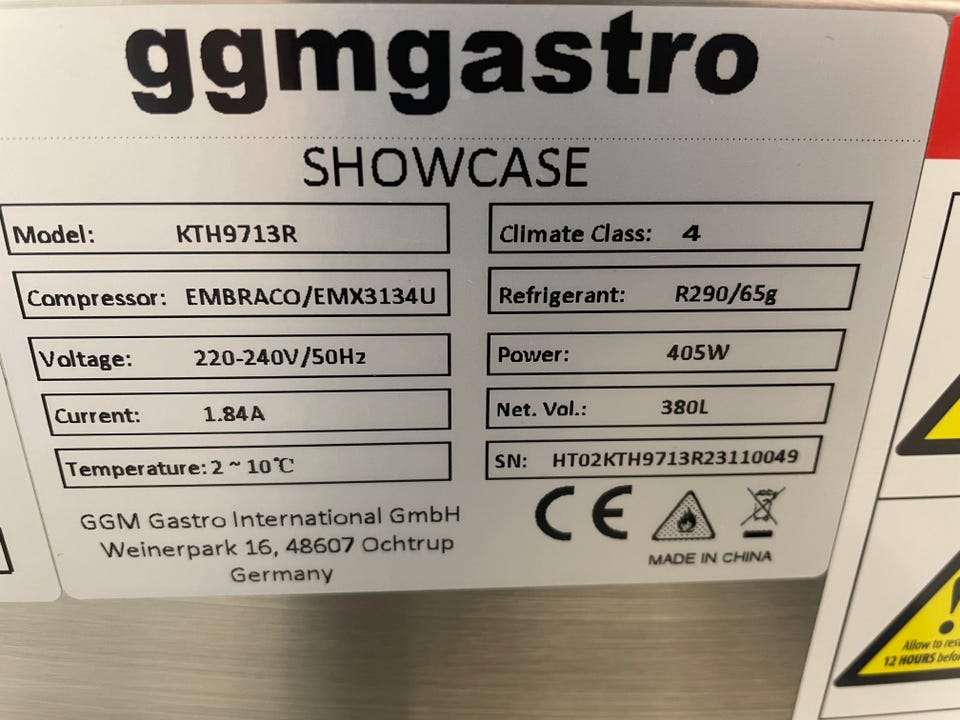 ggmgastro
SHOWCASE
Model: KTH9713R
Climate Class: 4
Compressor: EMBRACO/EMX3134U
Refrigerant: R290/65g
Voltage: 220-240V/50Hz
Power: 405W
Current: 1.84A
Net. Vol.: 380L
Temperature: 2 ~ 10℃
SN: HT02KTH9713R23110049
GGM Gastro International GmbH
Weinerpark 16, 48607 Ochtrup
Germany
CE
MADE IN CHINA
Allow to
12 HOURS